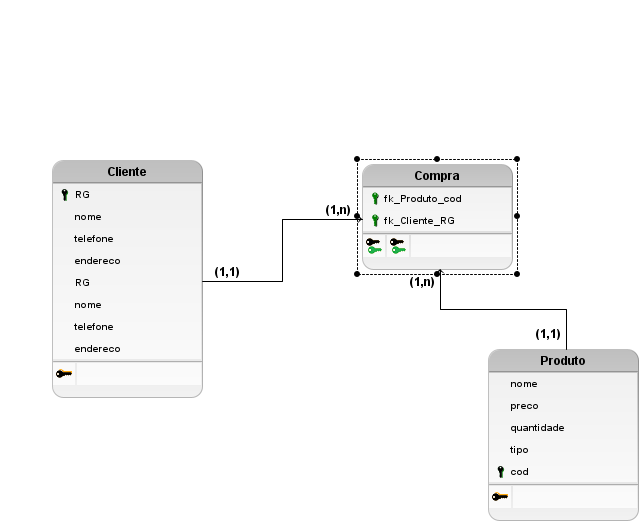 Cliente
RG
nome
telefone
endereco
RG
nome
telefone
endereco
(1,1)
(1,n)
Compra
fk_Produto_cod
fk_Cliente_RG
(1,n)
(1,1)
Produto
nome
preco
quantidade
tipo
cod